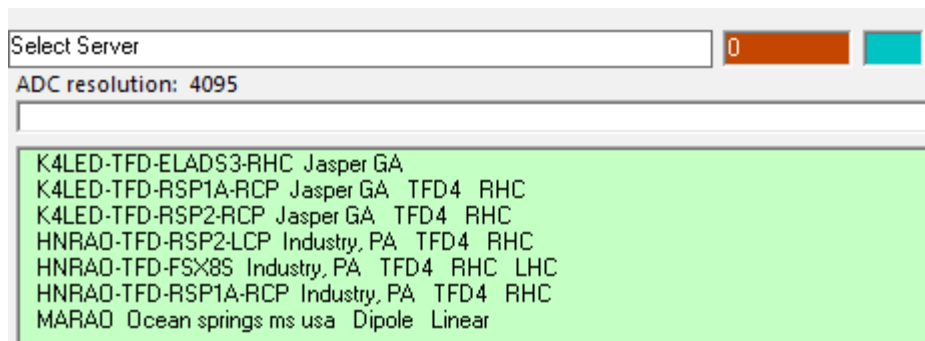 Select Server
0
ADC resolution: 4095
K4LED-TFD-ELADS3-RHC Jasper GA
K4LED-TFD-RSP1A-RCP Jasper GA TFD4 RHC
K4LED-TFD-RSP2-RCP Jasper GA TFD4 RHC
HNRAO-TFD-RSP2-LCP Industry, PA TFD4 RHC
HNRAO-TFD-FSX8S Industry, PA TFD4 RHC LHC
HNRAO-TFD-RSP1A-RCP Industry, PA TFD4 RHC
MARAO Ocean springs ms usa Dipole Linear